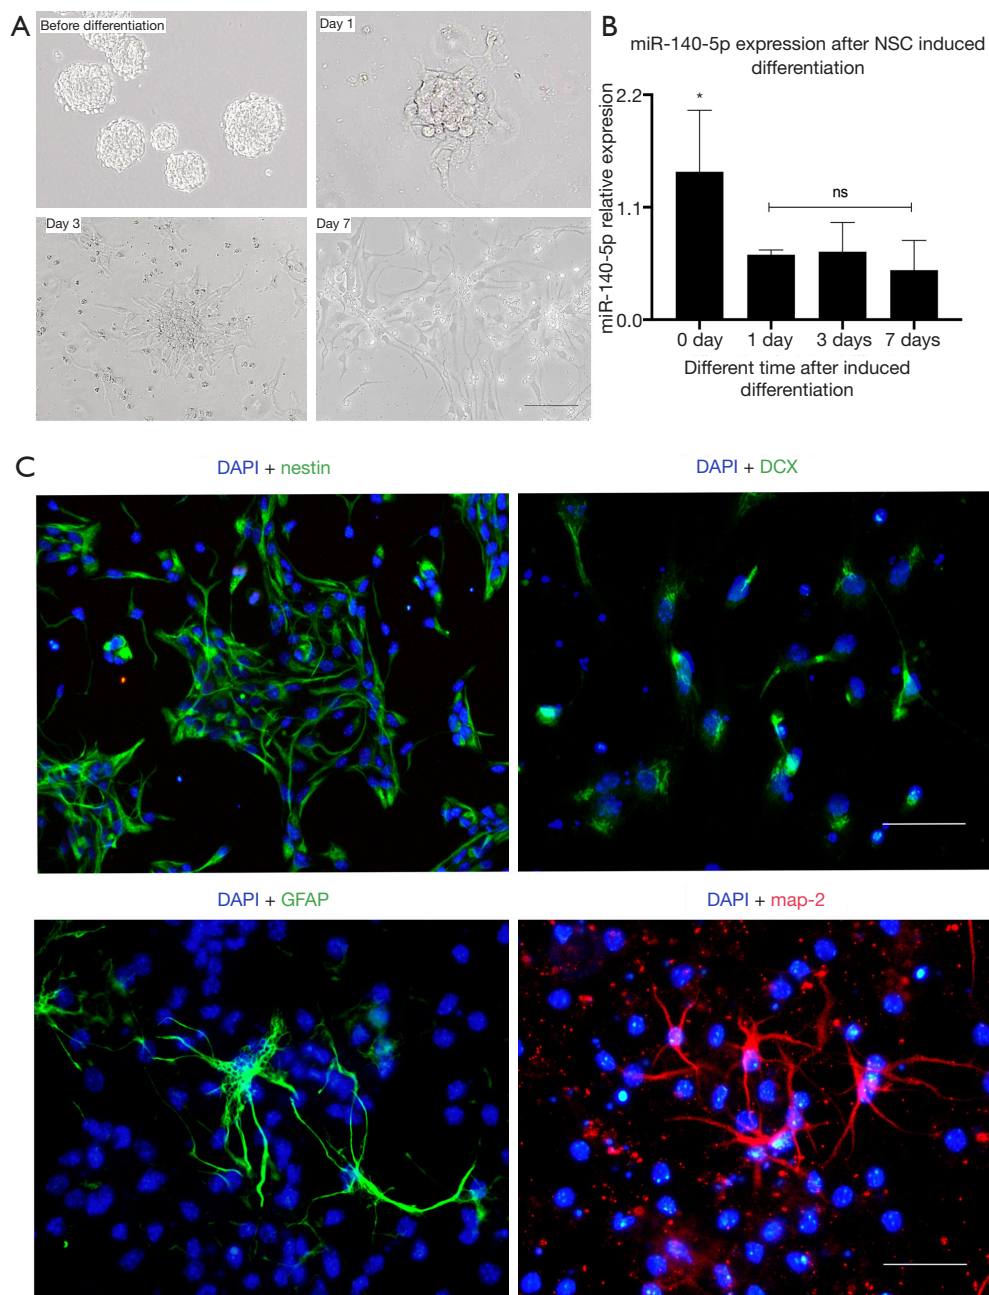 A
Before differentiation
Day 1
Day 3
Day 7
B
miR-140-5p expression after NSC induced
differentiation
miR-140-5p relative expresion
2.2
1.1
0.0
*
ns
0 day
1 day
3 days
7 days
Different time after induced
differentiation
C
DAPI + nestin
DAPI + DCX
DAPI + GFAP
DAPI + map-2